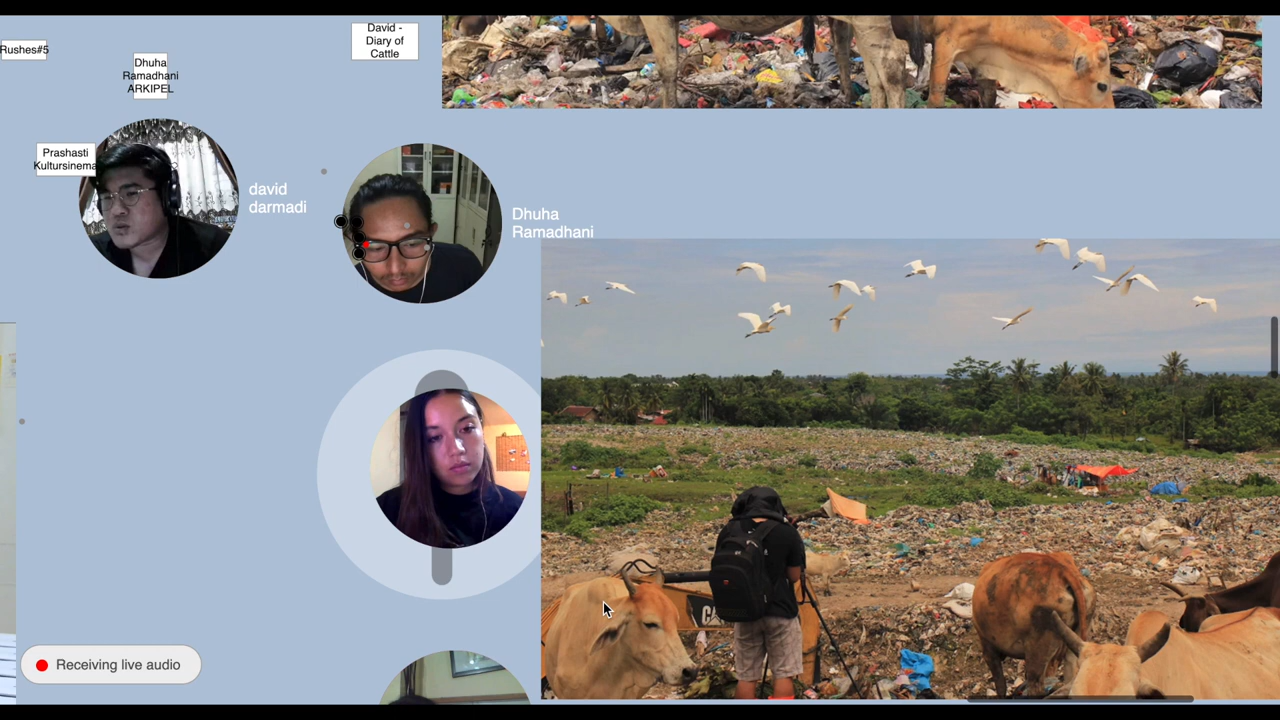 Rushes#5
David -
Diary of
Cattle
Dhuha
Ramadhani
ARKIPEL
Prashasti
Kultursinema
david
darmadi
Dhuha
Ramadhani
Receiving live audio